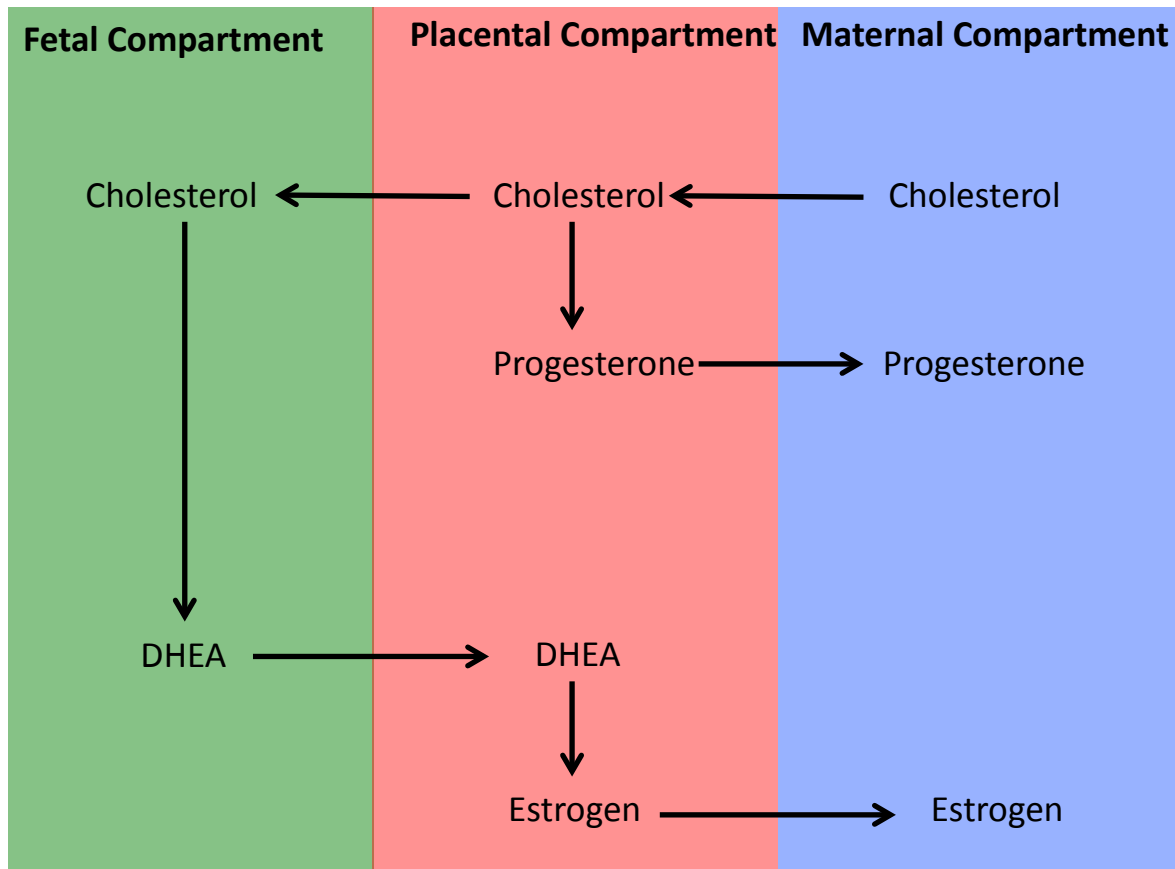 Fetal Compartment
Placental Compartment
Maternal Compartment
Cholesterol
Cholesterol
Cholesterol
Progesterone
Progesterone
DHEA
DHEA
Estrogen
Estrogen